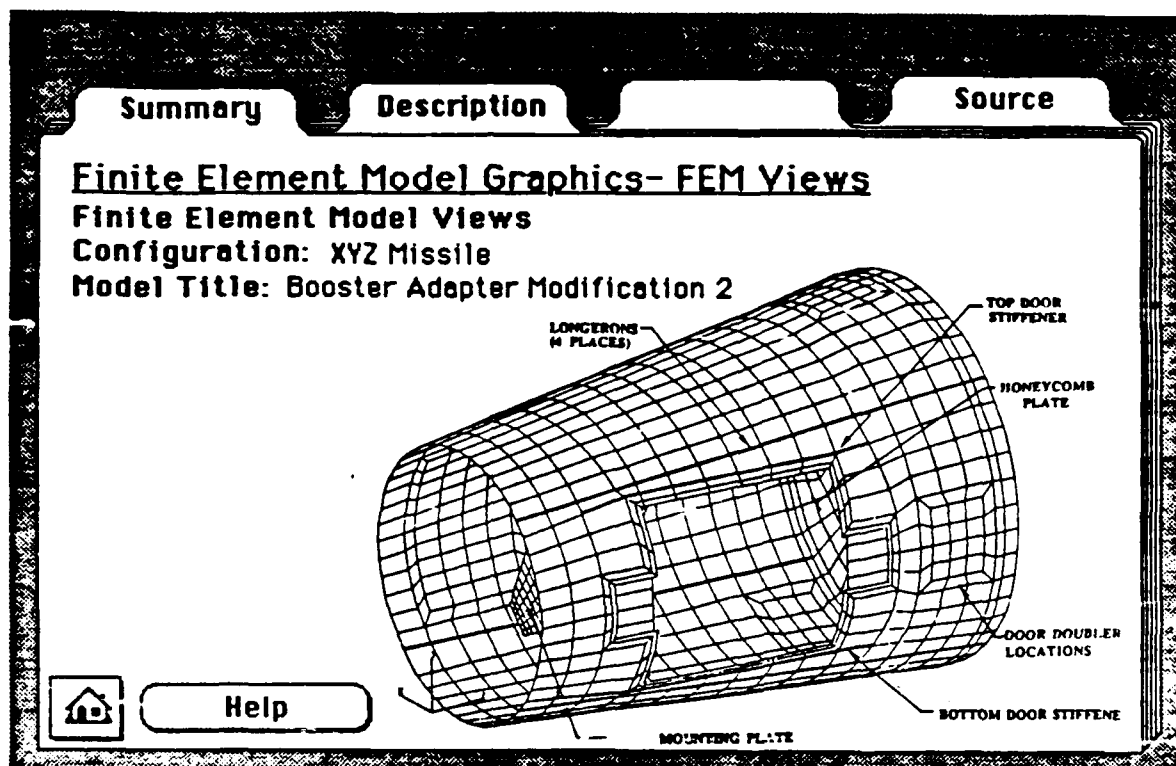 Summary
Description
Source
Finite Element Model Graphics- FEM Views
Finite Element Model Views
Configuration: XYZ Missile
Model Title: Booster Adapter Modification 2
LONGERONS
(4 PLACES)
TOP DOOR
STIFFENER
HONEYCOMB
PLATE
DOOR DOUBLER
LOCATIONS
BOTTOM DOOR STIFFENE
MOUNTING PLATE
Help